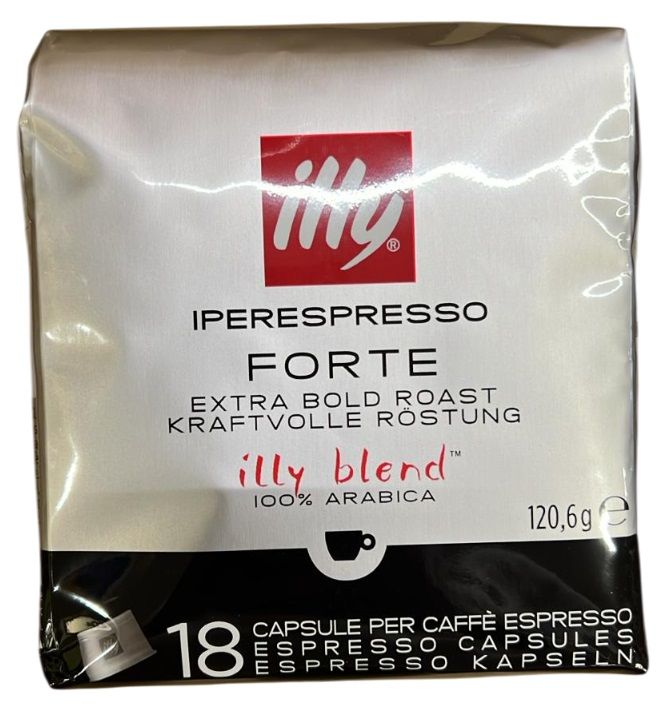 illy®
IPERESPRESSO
FORTE
EXTRA BOLD ROAST
KRAFTVOLLE RÖSTUNG
illy blend™
100% ARABICA
120,6g ℮
18
CAPSULE PER CAFFÈ ESPRESSO
ESPRESSO CAPSULES
ESPRESSO KAPSELN